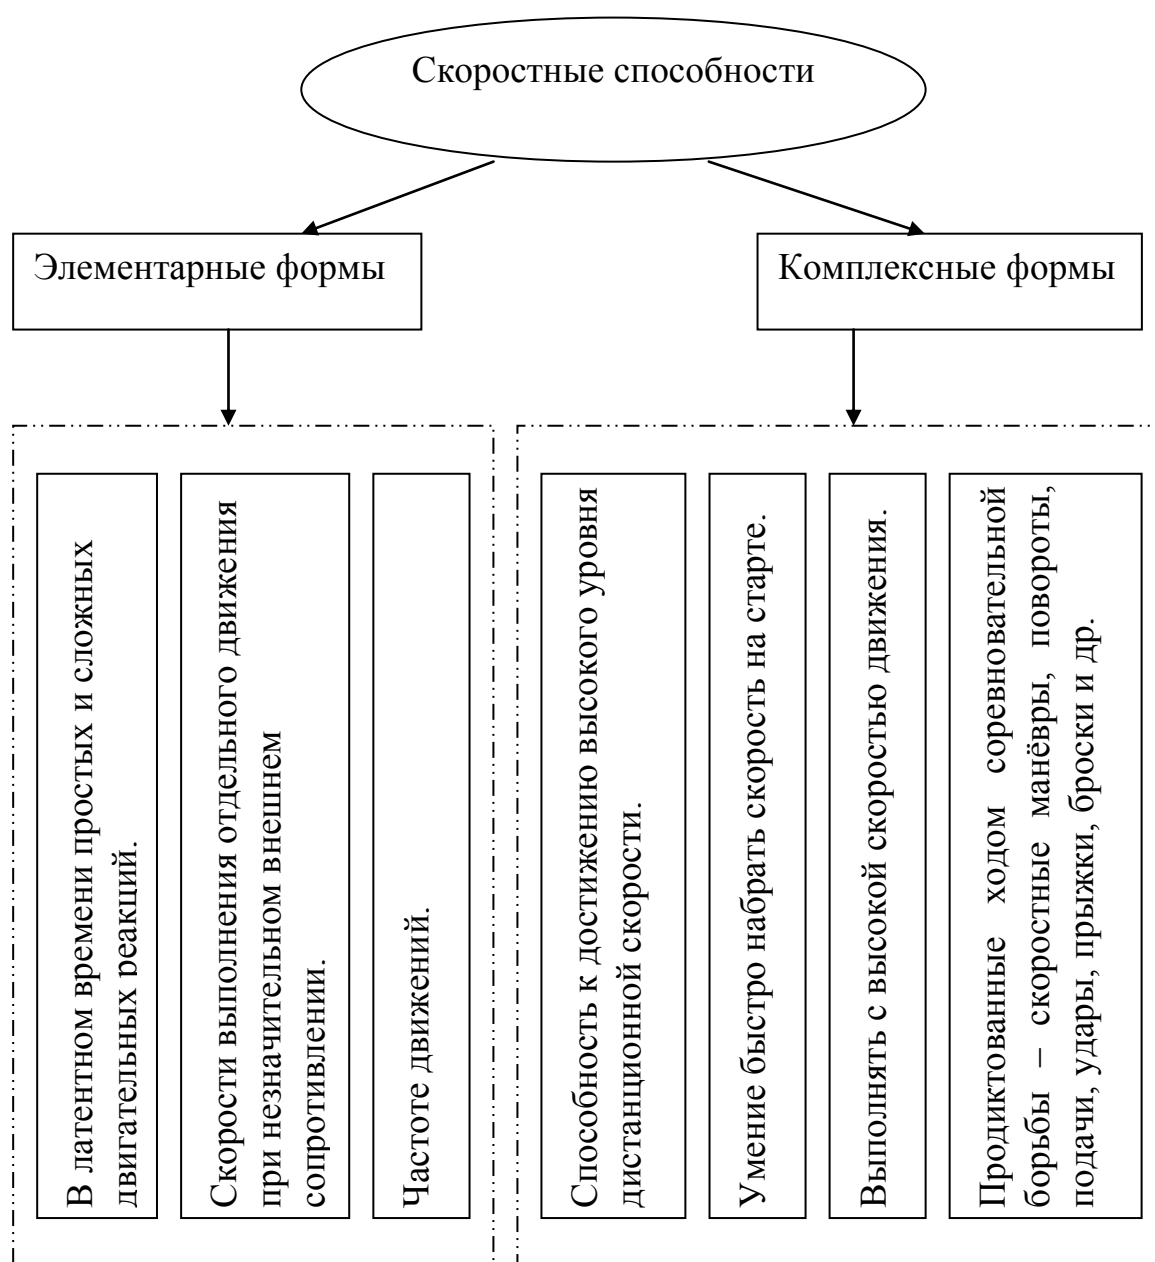 Скоростные способности
Элементарные формы
Комплексные формы
В латентном времени простых и сложных
двигательных реакций.
Скорости выполнения отдельного движения
при незначительном внешнем
сопротивлении.
Частоте движений.
Способность к достижению высокого уровня
дистанционной скорости.
Умение быстро набрать скорость на старте.
Выполнять с высокой скоростью движения.
Продиктованные ходом соревновательной
борьбы – скоростные манёвры, повороты,
подачи, удары, прыжки, броски и др.